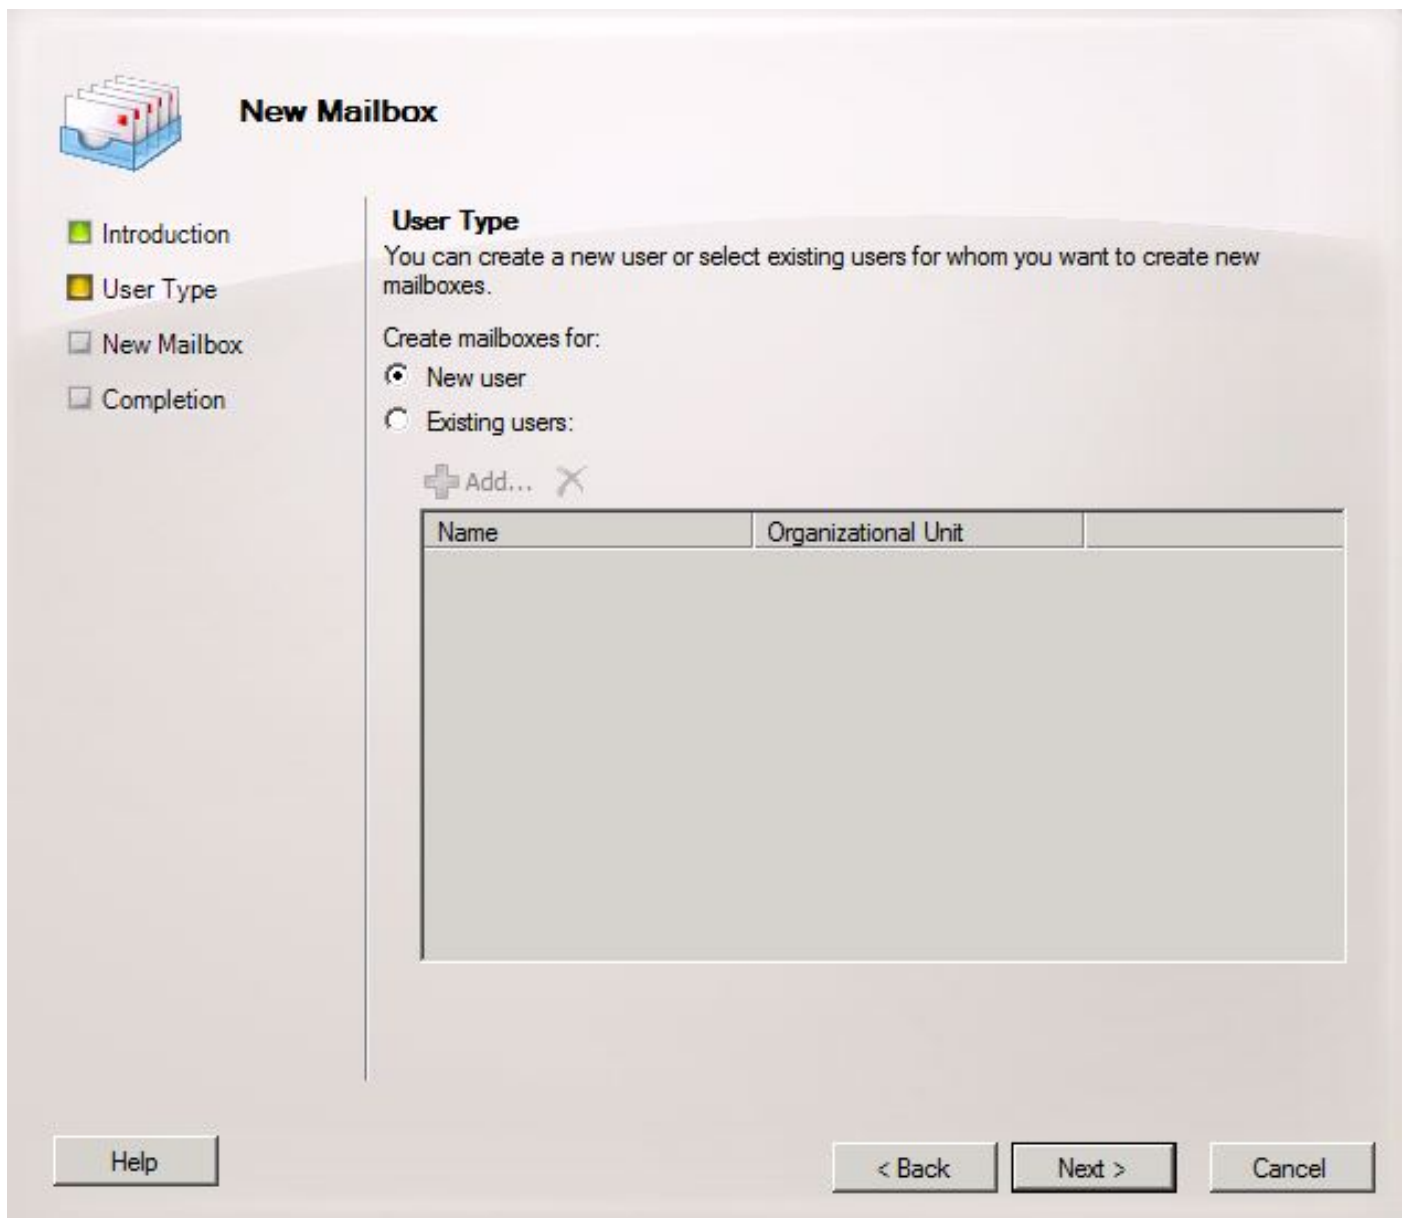 New Mailbox
Introduction
User Type
New Mailbox
Completion
User Type
You can create a new user or select existing users for whom you want to create new
mailboxes.
Create mailboxes for:
New user
Existing users:
Add...
Name Organizational Unit
Help < Back Next > Cancel